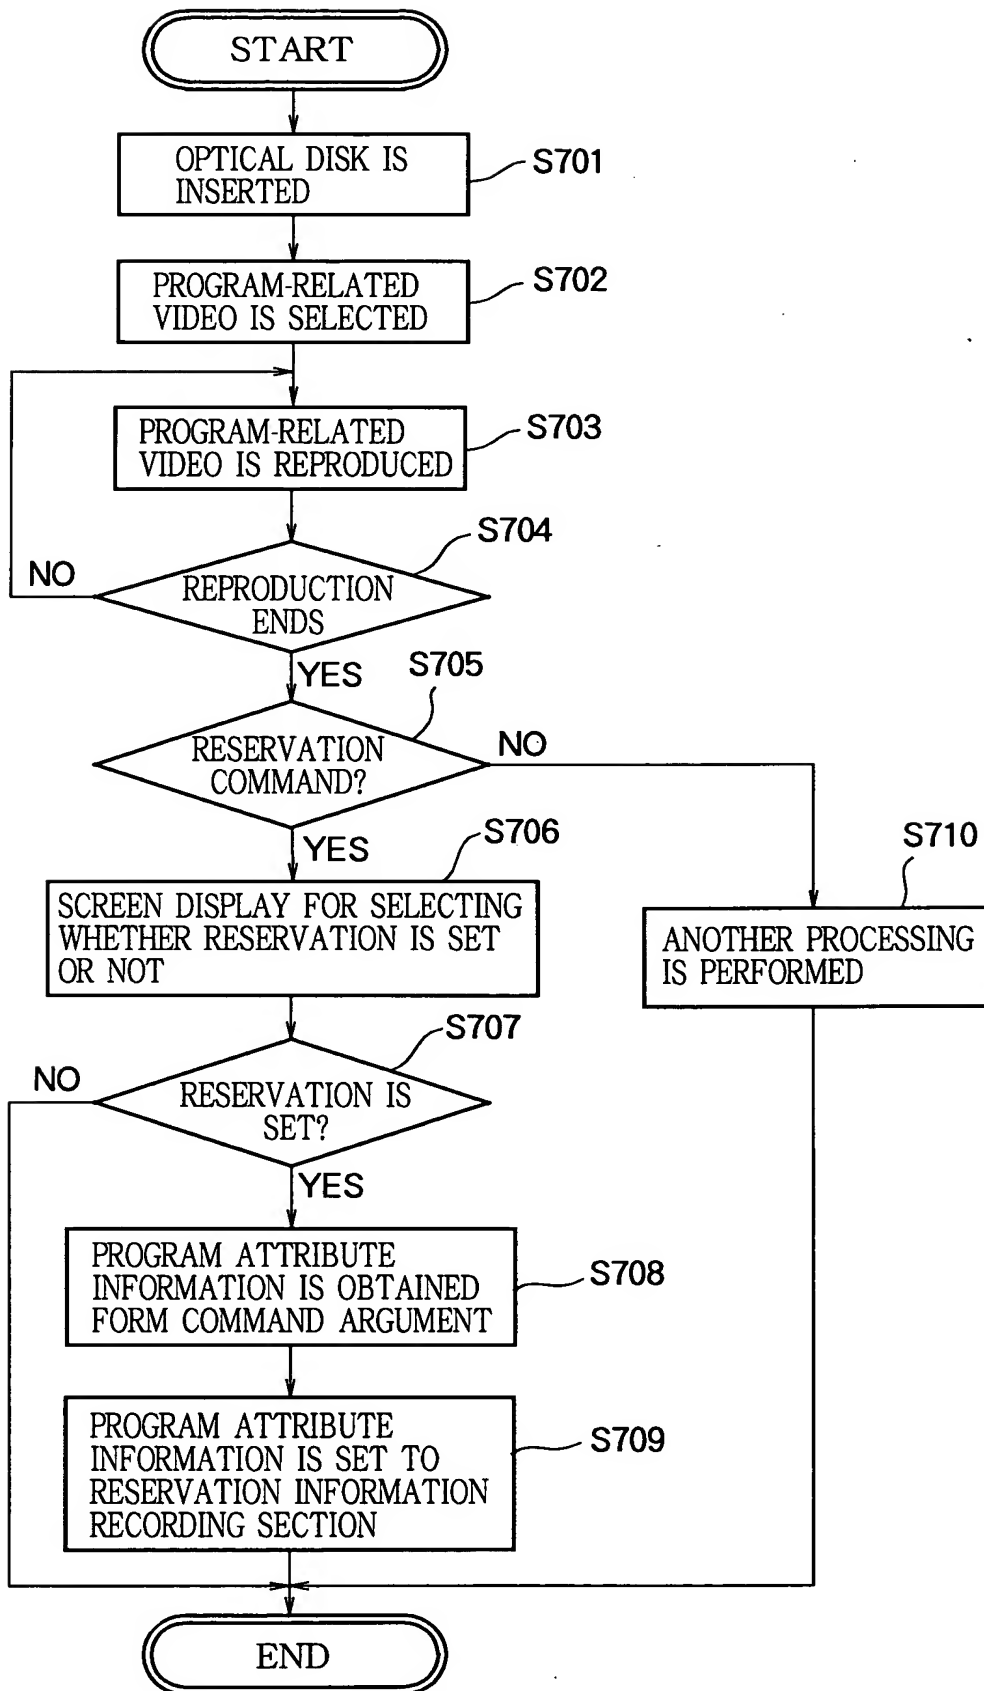 START
OPTICAL DISK IS
INSERTED
S701
PROGRAM-RELATED
VIDEO IS SELECTED
S702
PROGRAM-RELATED
VIDEO IS REPRODUCED
S703
REPRODUCTION
ENDS
S704
NO
YES
RESERVATION
COMMAND?
S705
NO
YES
SCREEN DISPLAY FOR SELECTING
WHETHER RESERVATION IS SET
OR NOT
S706
ANOTHER PROCESSING
IS PERFORMED
S710
RESERVATION IS
SET?
S707
NO
YES
PROGRAM ATTRIBUTE
INFORMATION IS OBTAINED
FORM COMMAND ARGUMENT
S708
PROGRAM ATTRIBUTE
INFORMATION IS SET TO
RESERVATION INFORMATION
RECORDING SECTION
S709
END